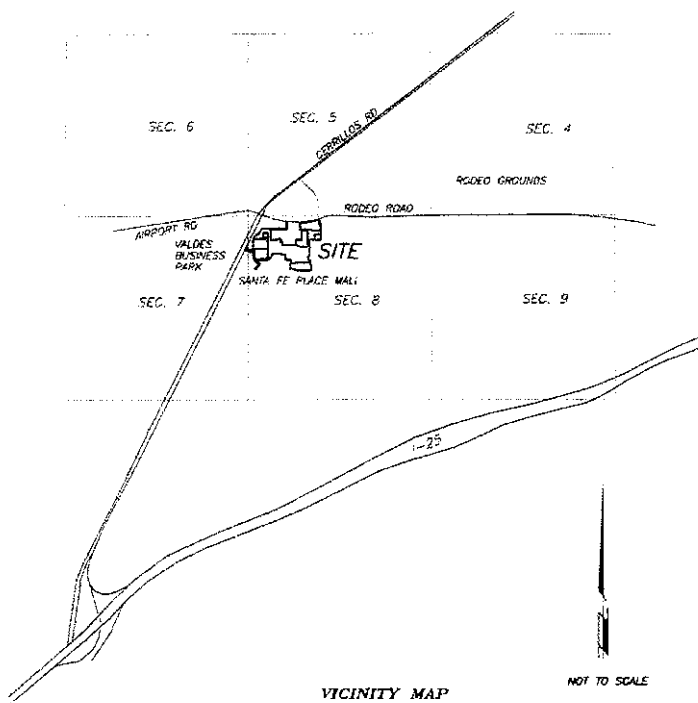 SEC. 6
SEC. 5
SEC. 4
CERRILLOS RD
RODEO GROUNDS
RODEO ROAD
AIRPORT RD
VALDES
BUSINESS
PARK
SITE
SANTA FE PLACE MALL
SEC. 7
SEC. 8
SEC. 9
I-25
NOT TO SCALE
VICINITY MAP